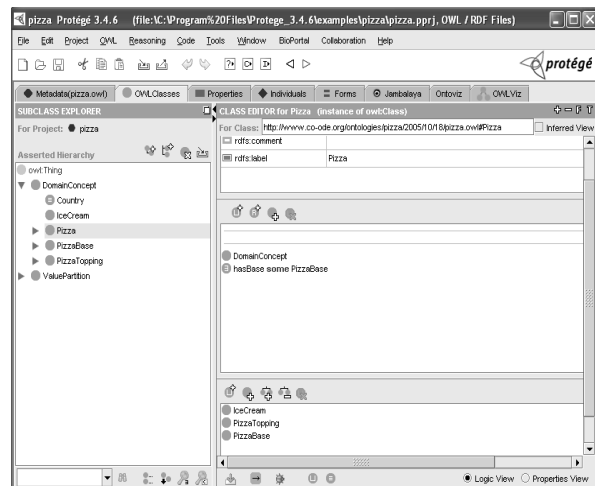 pizza Protégé 3.4.6 (file:\C:\Program%20Files\Protege_3.4.6\examples\pizza\pizza.pprj, OWL / RDF Files)
File Edit Project OWL Reasoning Code Tools Window BioPortal Collaboration Help
protégé
Metadata(pizza.owl) OWLClasses Properties Individuals Forms Jambalaya Ontoviz OWLViz
SUBCLASS EXPLORER
For Project: pizza
Asserted Hierarchy
owl:Thing
DomainConcept
Country
IceCream
Pizza
PizzaBase
PizzaTopping
ValuePartition
CLASS EDITOR for Pizza (instance of owl:Class)
For Class: http://www.co-ode.org/ontologies/pizza/2005/10/18/pizza.owl#Pizza Inferred View
rdfs:comment
rdfs:label Pizza
DomainConcept
hasBase some PizzaBase
IceCream
PizzaTopping
PizzaBase
Logic View Properties View